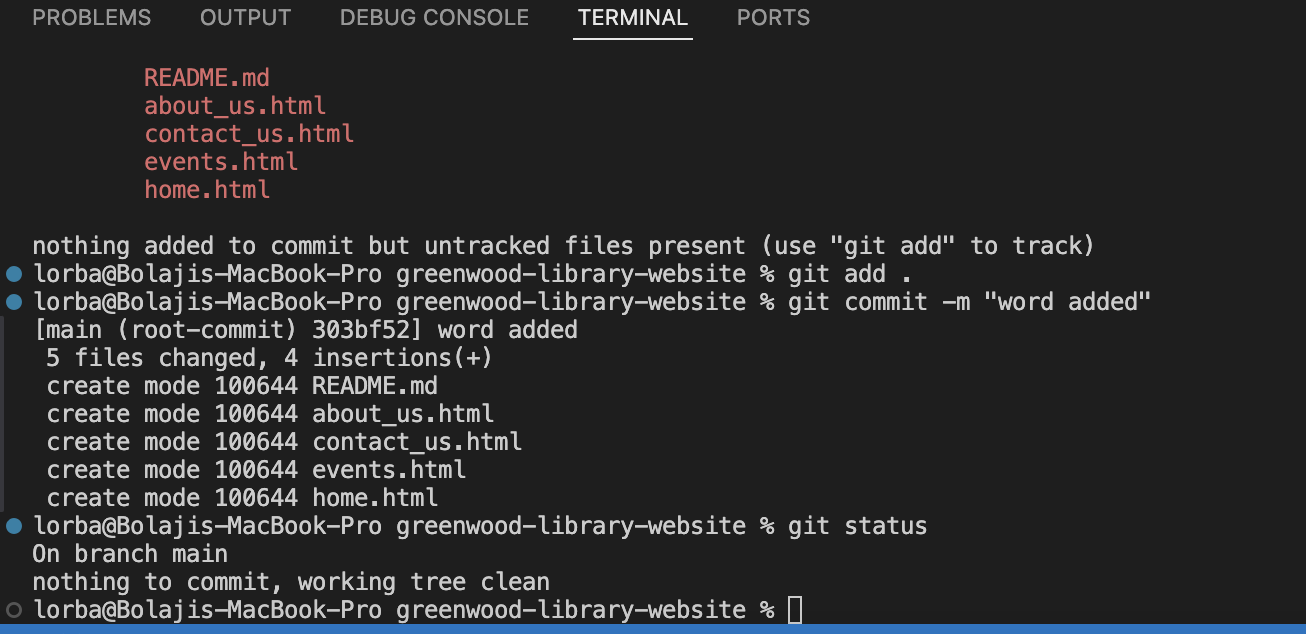 PROBLEMS OUTPUT DEBUG CONSOLE TERMINAL PORTS
README.md
about_us.html
contact_us.html
events.html
home.html
nothing added to commit but untracked files present (use "git add" to track)
lorba@Bolajis-MacBook-Pro greenwood-library-website % git add .
lorba@Bolajis-MacBook-Pro greenwood-library-website % git commit -m "word added"
[main (root-commit) 303bf52] word added
5 files changed, 4 insertions(+)
create mode 100644 README.md
create mode 100644 about_us.html
create mode 100644 contact_us.html
create mode 100644 events.html
create mode 100644 home.html
lorba@Bolajis-MacBook-Pro greenwood-library-website % git status
On branch main
nothing to commit, working tree clean
lorba@Bolajis-MacBook-Pro greenwood-library-website %